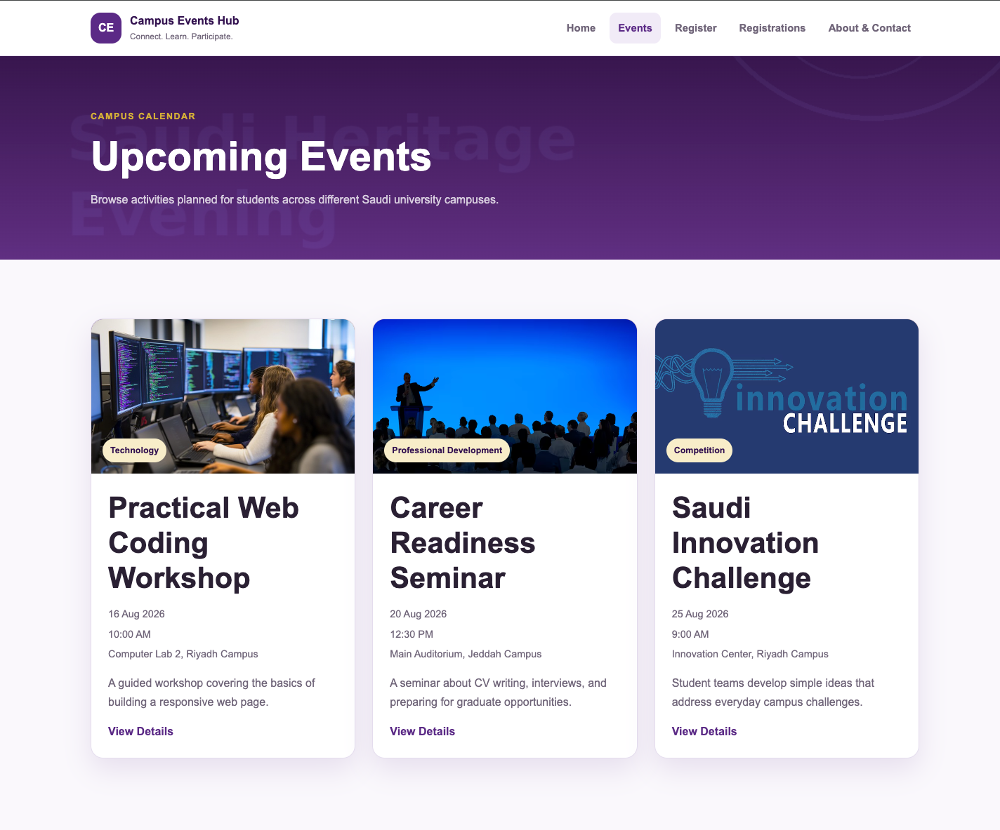 CE
Campus Events Hub
Connect. Learn. Participate.
Home
Events
Register
Registrations
About & Contact
CAMPUS CALENDAR
Saudi Heritage
Evening
Upcoming Events
Browse activities planned for students across different Saudi university campuses.
Technology
Practical Web
Coding
Workshop
16 Aug 2026
10:00 AM
Computer Lab 2, Riyadh Campus
A guided workshop covering the basics of
building a responsive web page.
View Details
Professional Development
Career
Readiness
Seminar
20 Aug 2026
12:30 PM
Main Auditorium, Jeddah Campus
A seminar about CV writing, interviews, and
preparing for graduate opportunities.
View Details
innovation
CHALLENGE
Competition
Saudi
Innovation
Challenge
25 Aug 2026
9:00 AM
Innovation Center, Riyadh Campus
Student teams develop simple ideas that
address everyday campus challenges.
View Details